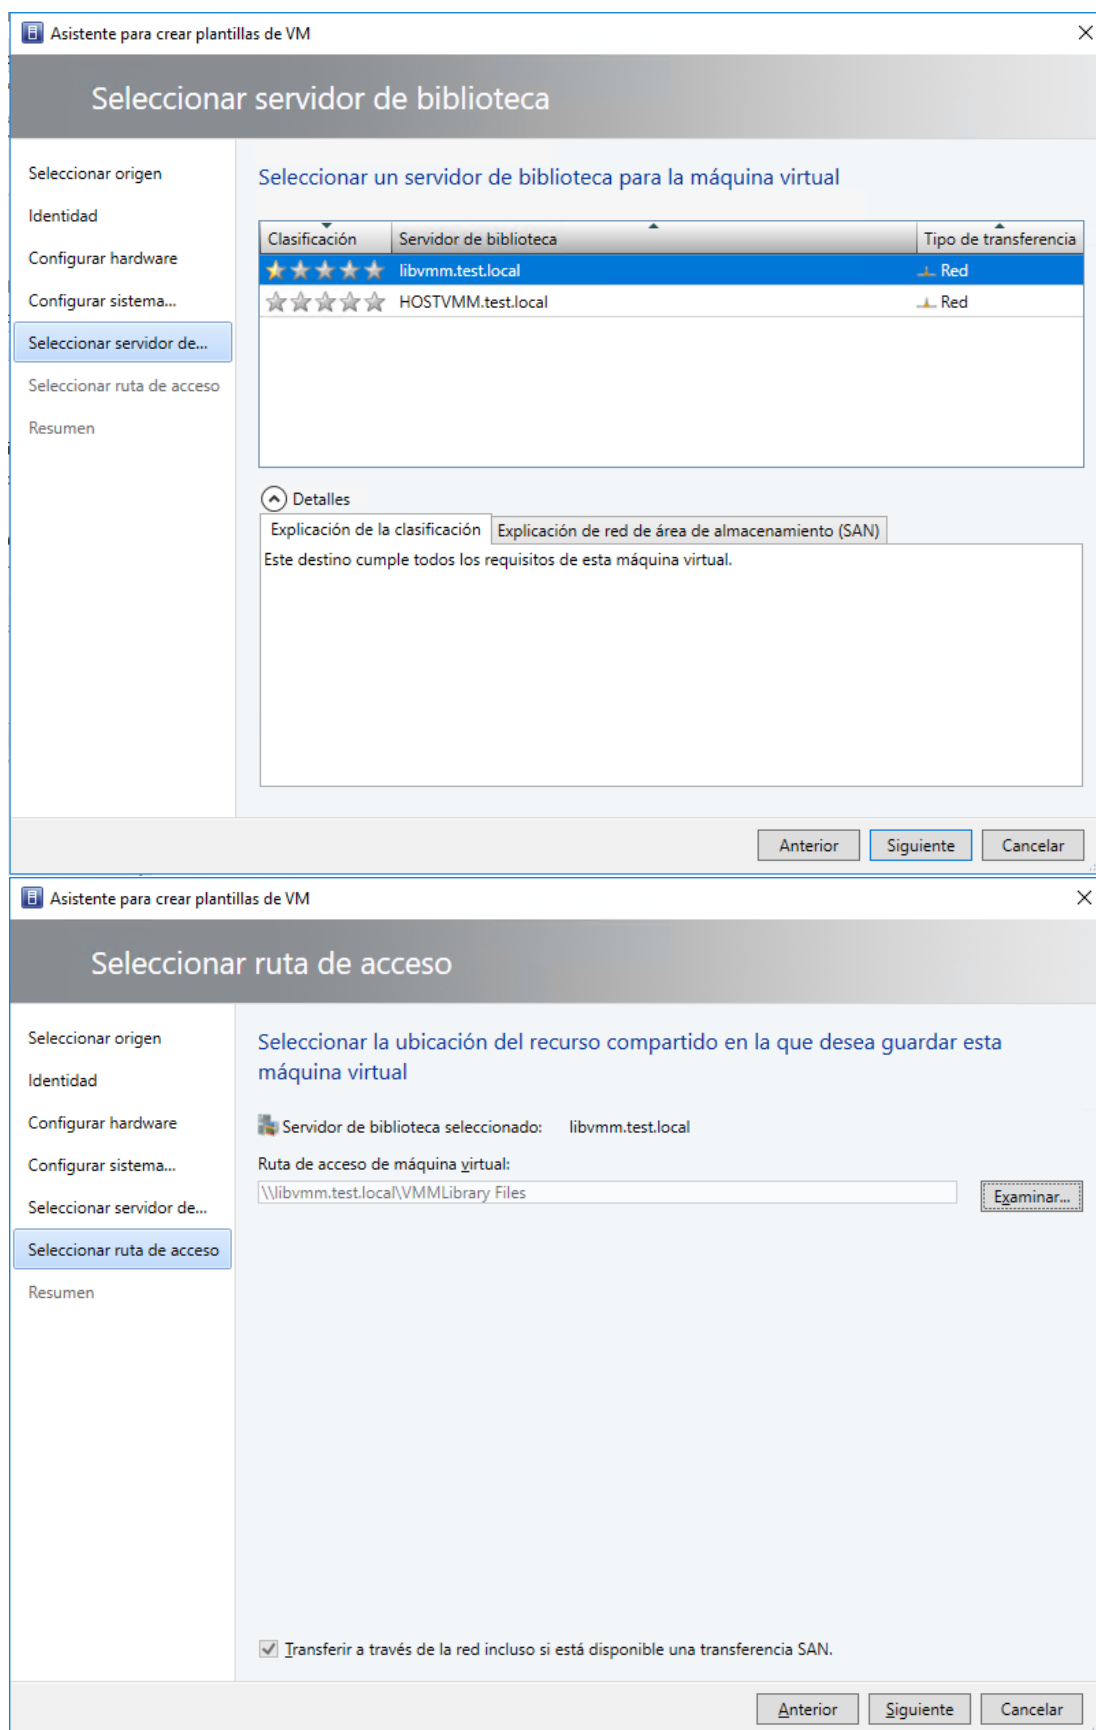 Asistente para crear plantillas de VM
Seleccionar servidor de biblioteca
Seleccionar origen
Identidad
Configurar hardware
Configurar sistema...
Seleccionar servidor de...
Seleccionar ruta de acceso
Resumen
Seleccionar un servidor de biblioteca para la máquina virtual
Clasificación Servidor de biblioteca Tipo de transferencia
libvmm.test.local Red
HOSTVMM.test.local Red
Detalles
Explicación de la clasificación Explicación de red de área de almacenamiento (SAN)
Este destino cumple todos los requisitos de esta máquina virtual.
Anterior Siguiente Cancelar
Asistente para crear plantillas de VM
Seleccionar ruta de acceso
Seleccionar origen
Identidad
Configurar hardware
Configurar sistema...
Seleccionar servidor de...
Seleccionar ruta de acceso
Resumen
Seleccionar la ubicación del recurso compartido en la que desea guardar esta
máquina virtual
Servidor de biblioteca seleccionado: libvmm.test.local
Ruta de acceso de máquina virtual:
\\libvmm.test.local\VMMLibrary Files
Examinar...
Transferir a través de la red incluso si está disponible una transferencia SAN.
Anterior Siguiente Cancelar